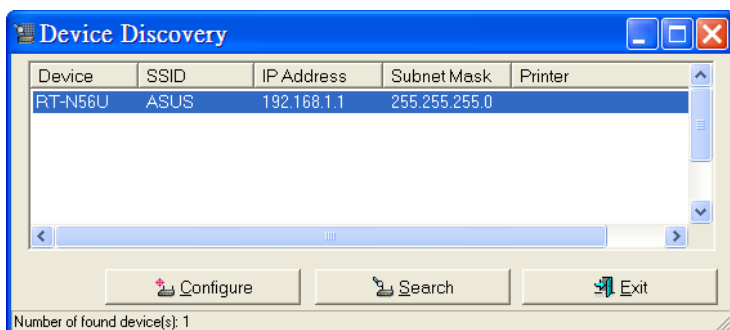 Device Discovery
Device SSID IP Address Subnet Mask Printer
RT-N56U ASUS 192.168.1.1 255.255.255.0
Configure Search Exit
Number of found device(s): 1